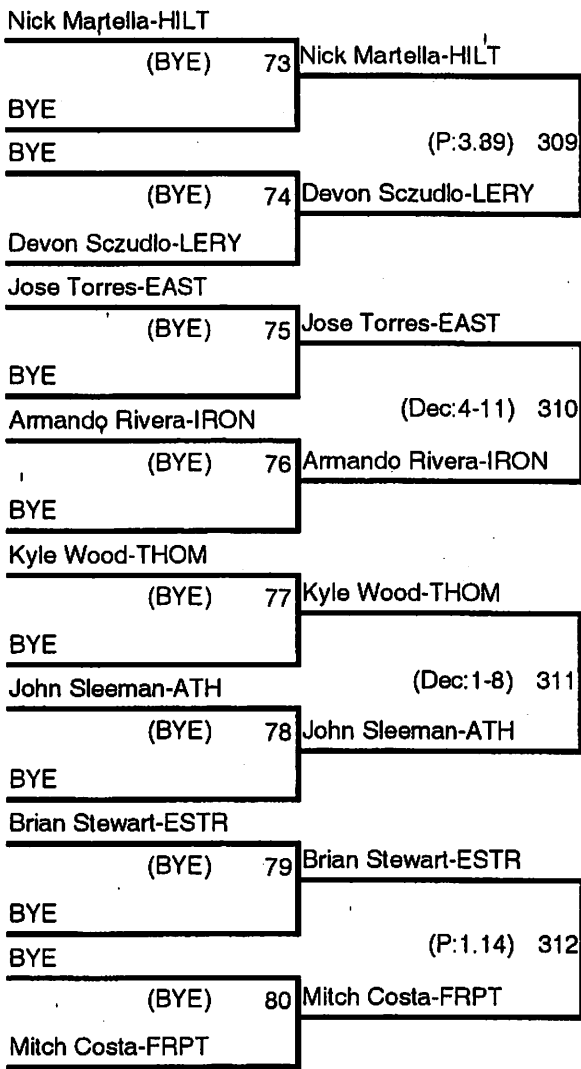 Nick Martella-HILT
(BYE) 73
BYE
Nick Martella-HILT
BYE
(BYE) 74
Devon Sczudlo-LERY
(P:3.89) 309
Devon Sczudlo-LERY
Jose Torres-EAST
(BYE) 75
BYE
Jose Torres-EAST
Armando Rivera-IRON
(BYE) 76
BYE
(Dec:4-11) 310
Armando Rivera-IRON
Kyle Wood-THOM
(BYE) 77
BYE
Kyle Wood-THOM
John Sleeman-ATH
(BYE) 78
BYE
(Dec:1-8) 311
John Sleeman-ATH
Brian Stewart-ESTR
(BYE) 79
BYE
Brian Stewart-ESTR
BYE
(BYE) 80
Mitch Costa-FRPT
(P:1.14) 312
Mitch Costa-FRPT